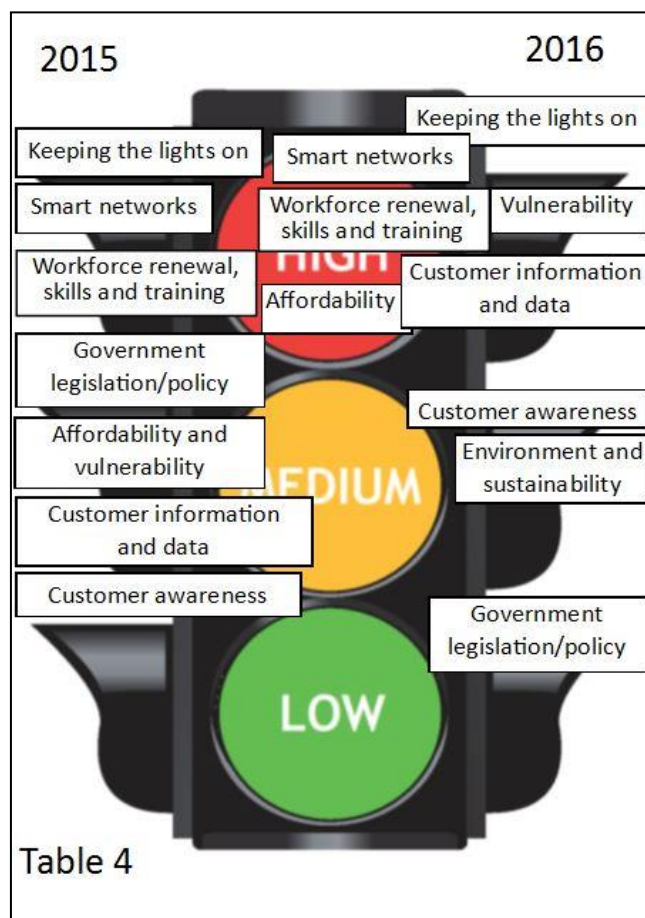 2015
2016
Keeping the lights on
Smart networks
Workforce renewal,
skills and training
Government
legislation/policy
Affordability and
vulnerability
Customer information
and data
Customer awareness
Keeping the lights on
Smart networks
Workforce renewal,
skills and training
Vulnerability
Affordability
Customer information
and data
Customer awareness
Environment and
sustainability
Government
legislation/policy
HIGH
MEDIUM
LOW
Table 4